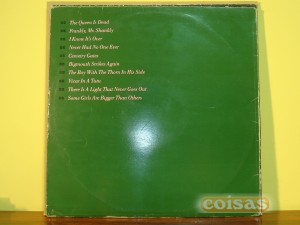 The Queen Is Dead
Frankly, Mr. Shankly
I Know It's Over
Never Had No One Ever
Cemetry Gates
Bigmouth Strikes Again
The Boy With The Thorn In His Side
Vicar In A Tutu
There Is A Light That Never Goes Out
Some Girls Are Bigger Than Others
coisas